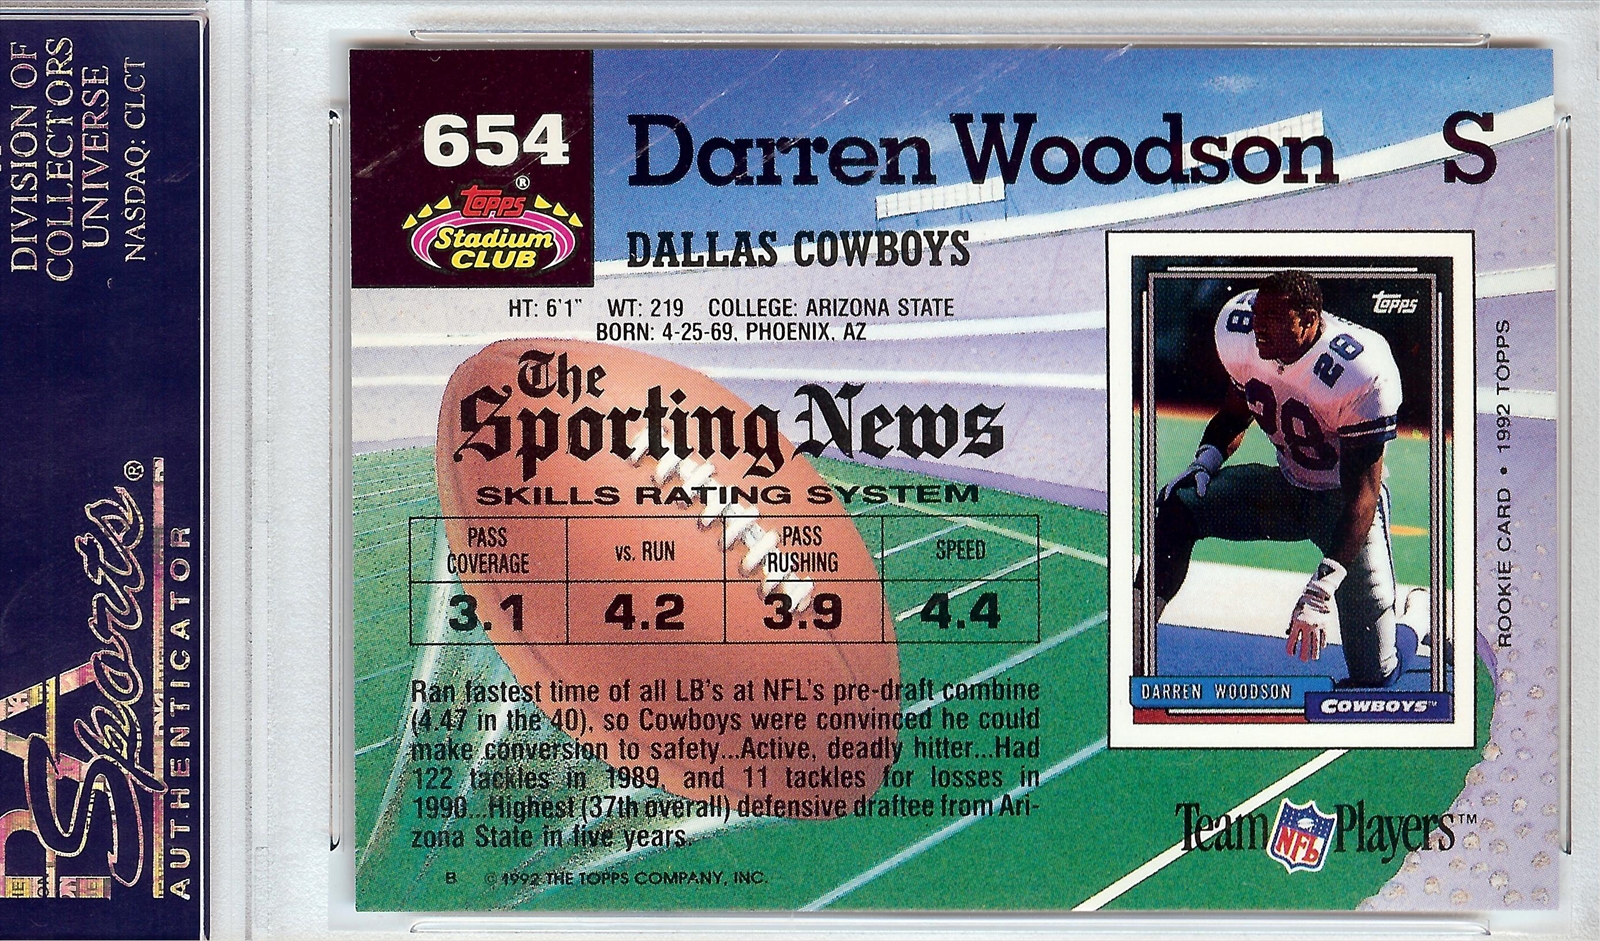 DIVISION OF
COLLECTORS
UNIVERSE
NASDAQ: CLCT
Sports®
AUTHENTICATOR
654
Topps®
Stadium
CLUB
Darren Woodson S
DALLAS COWBOYS
HT: 6'1" WT: 219 COLLEGE: ARIZONA STATE
BORN: 4-25-69, PHOENIX, AZ
The
Sporting News
SKILLS RATING SYSTEM
PASS COVERAGE vs. RUN PASS RUSHING SPEED
3.1 4.2 3.9 4.4
Ran fastest time of all LB's at NFL's pre-draft combine
(4.47 in the 40), so Cowboys were convinced he could
make conversion to safety...Active, deadly hitter...Had
122 tackles in 1989, and 11 tackles for losses in
1990...Highest (37th overall) defensive draftee from Ari-
zona State in five years.
B © 1992 THE TOPPS COMPANY, INC.
Topps
28
28
28
DARREN WOODSON
COWBOYS™
ROOKIE CARD • 1992 TOPPS
Team NFL Players™